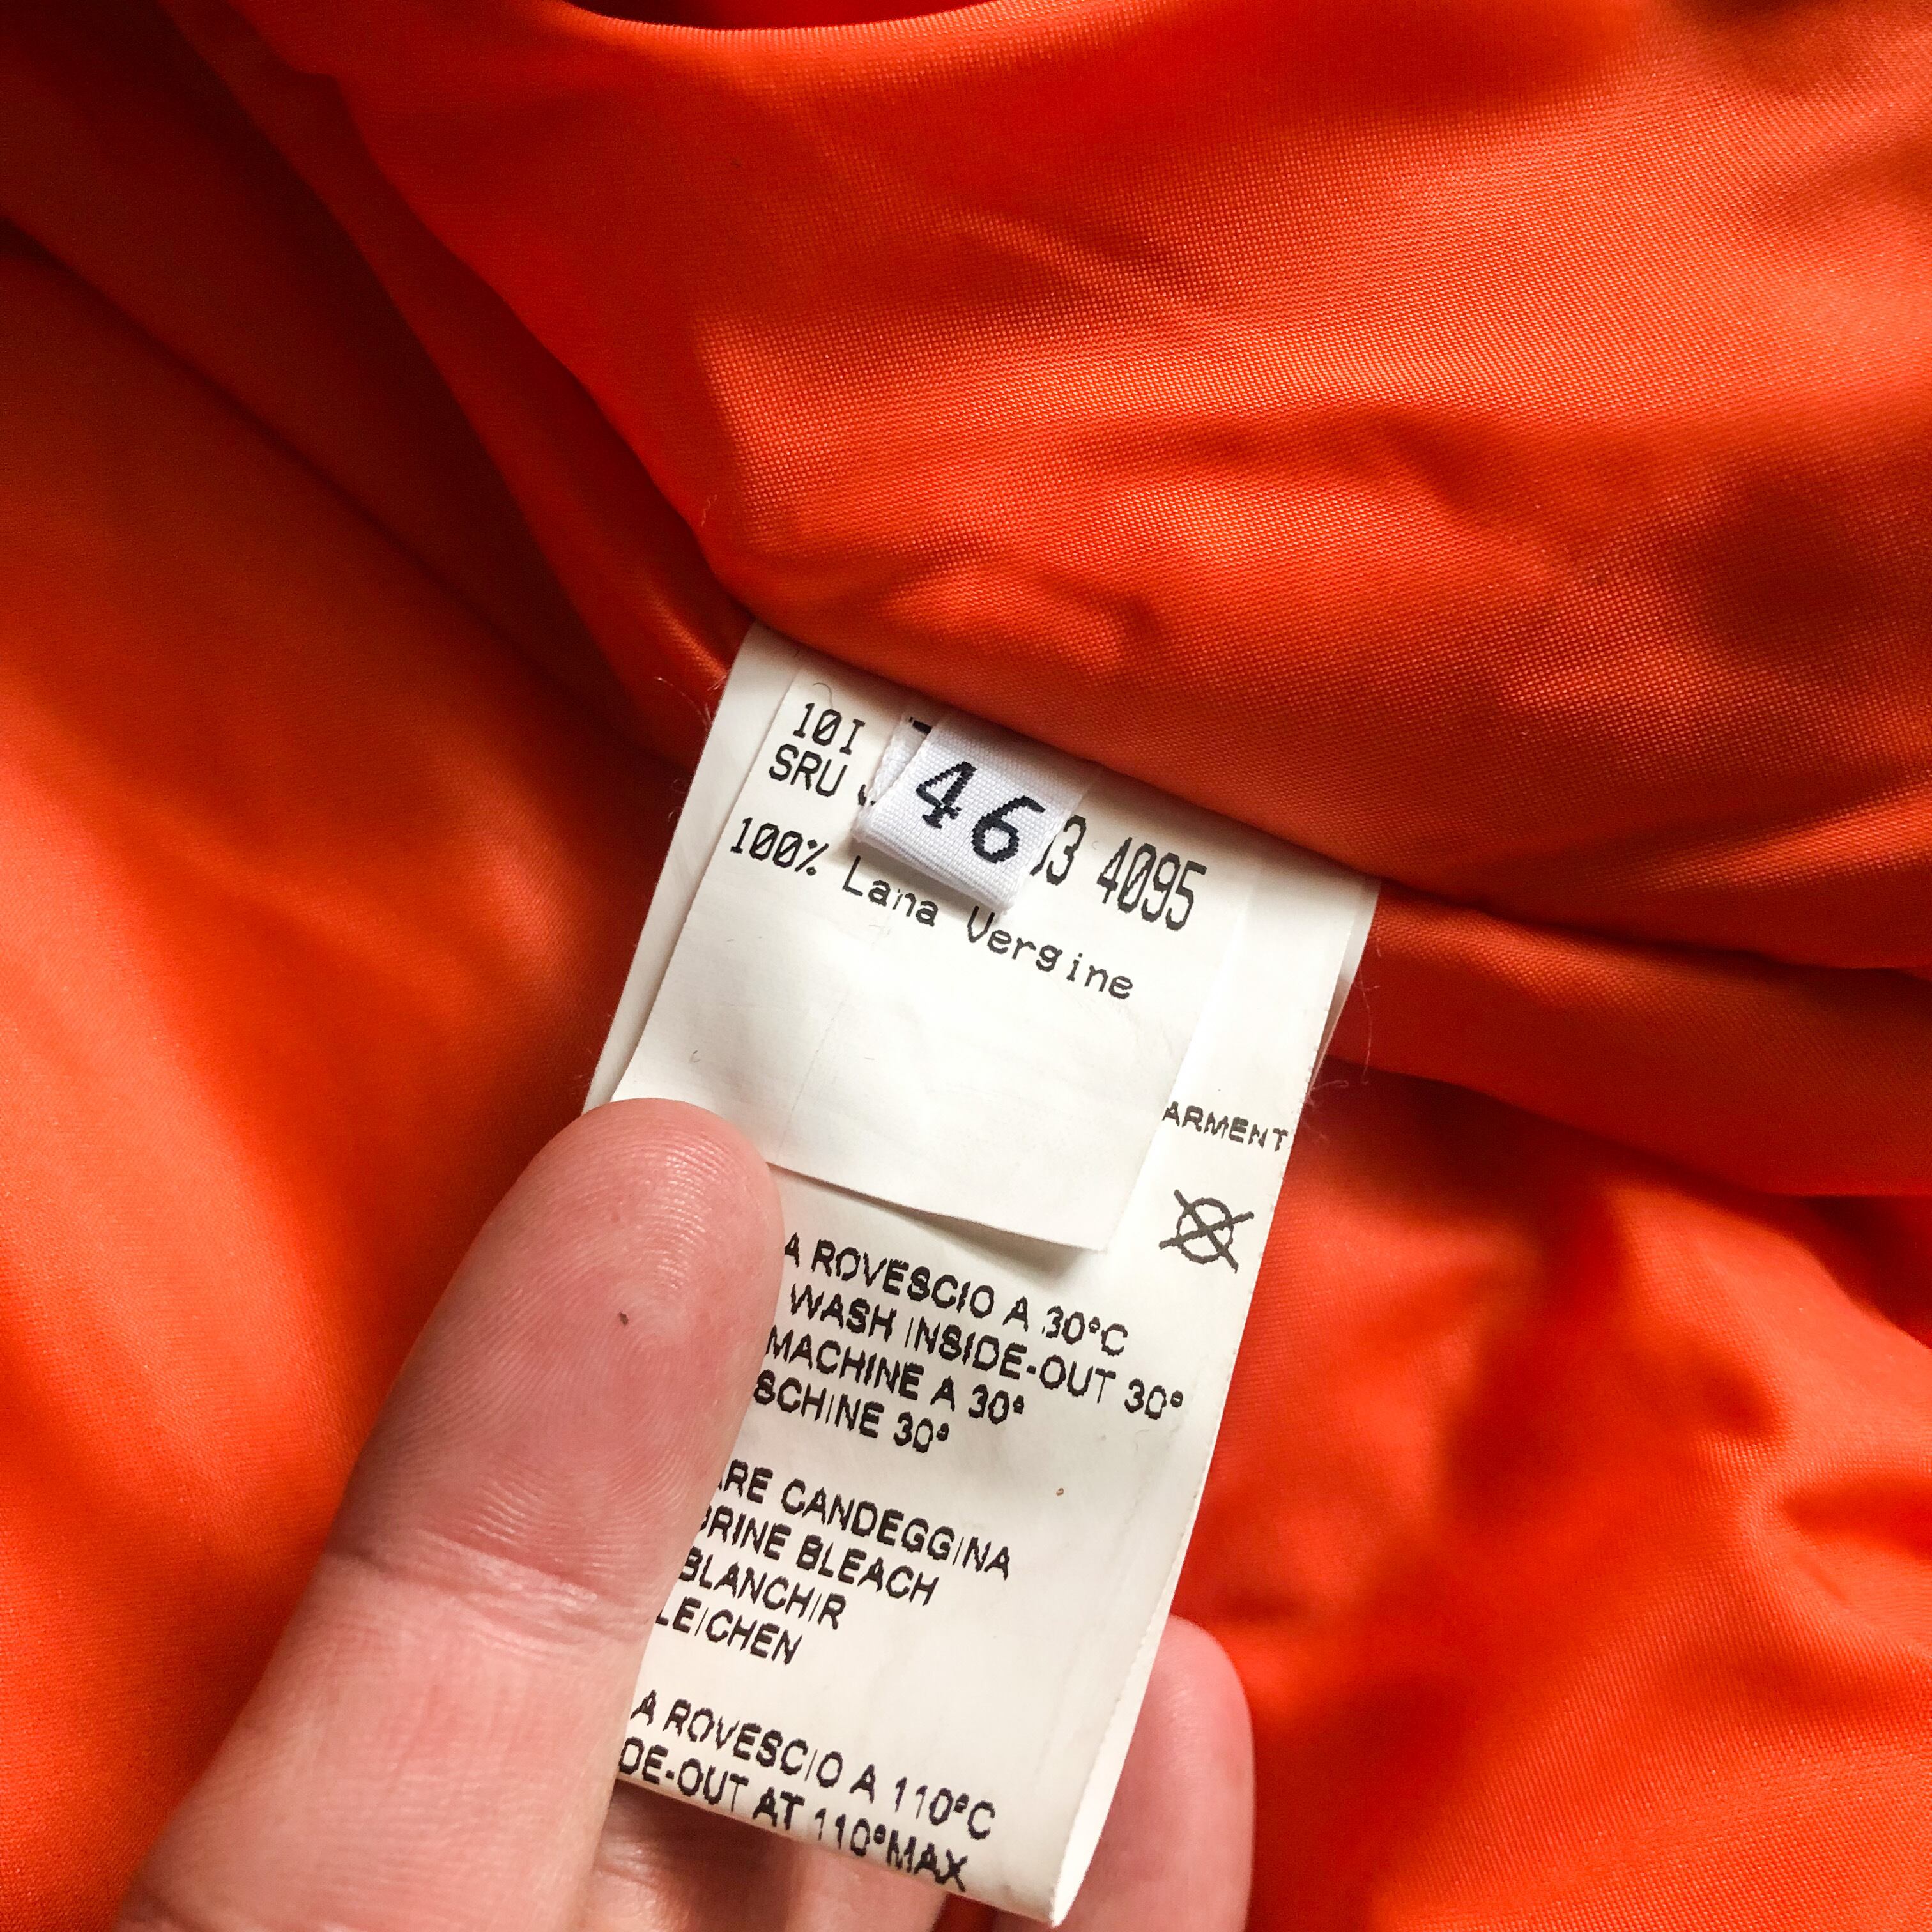 10I
SRU
46
3 4095
100% Lana Vergine
ARMENT
A ROVESCIO A 30°C
WASH INSIDE-OUT 30°
MACHINE A 30°
SCHINE 30°
RE CANDEGGINA
RINE BLEACH
BLANCHIR
LEICHEN
A ROVESCIO A 110°C
DE-OUT AT 110°MAX